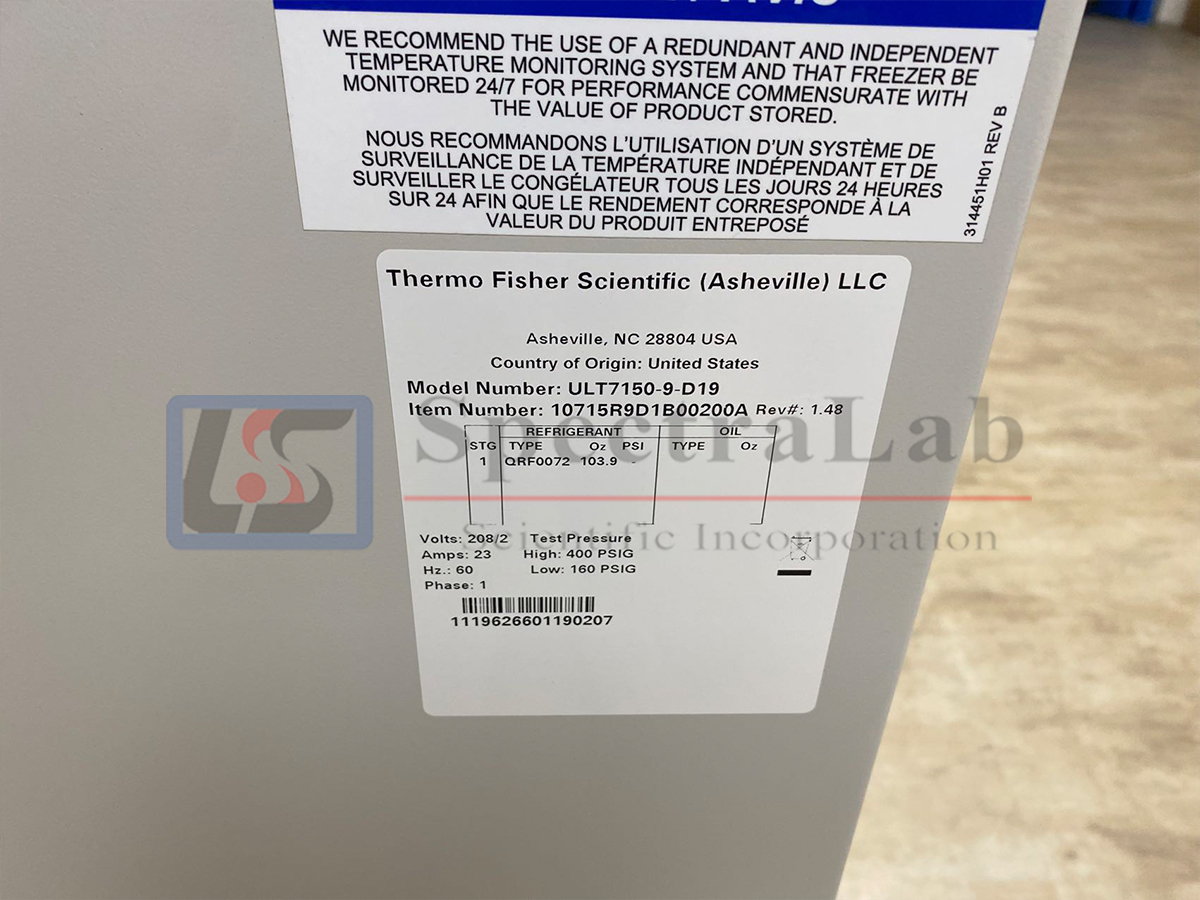 WE RECOMMEND THE USE OF A REDUNDANT AND INDEPENDENT
TEMPERATURE MONITORING SYSTEM AND THAT FREEZER BE
MONITORED 24/7 FOR PERFORMANCE COMMENSURATE WITH
THE VALUE OF PRODUCT STORED.
NOUS RECOMMANDONS L'UTILISATION D'UN SYSTÈME DE
SURVEILLANCE DE LA TEMPÉRATURE INDÉPENDANT ET DE
SURVEILLER LE CONGÉLATEUR TOUS LES JOURS 24 HEURES
SUR 24 AFIN QUE LE RENDEMENT CORRESPONDE À LA
VALEUR DU PRODUIT ENTREPOSÉ
314451H01 REV B
Thermo Fisher Scientific (Asheville) LLC
Asheville, NC 28804 USA
Country of Origin: United States
Model Number: ULT7150-9-D19
Item Number: 10715R9D1B00200A Rev#: 1.48
REFRIGERANT OIL
STG TYPE Oz PSI TYPE Oz
1 QRF0072 103.9 -
Volts: 208/2 Test Pressure
Amps: 23 High: 400 PSIG
Hz.: 60 Low: 160 PSIG
Phase: 1
1119626601190207
LS
SpectraLab
Scientific Incorporation